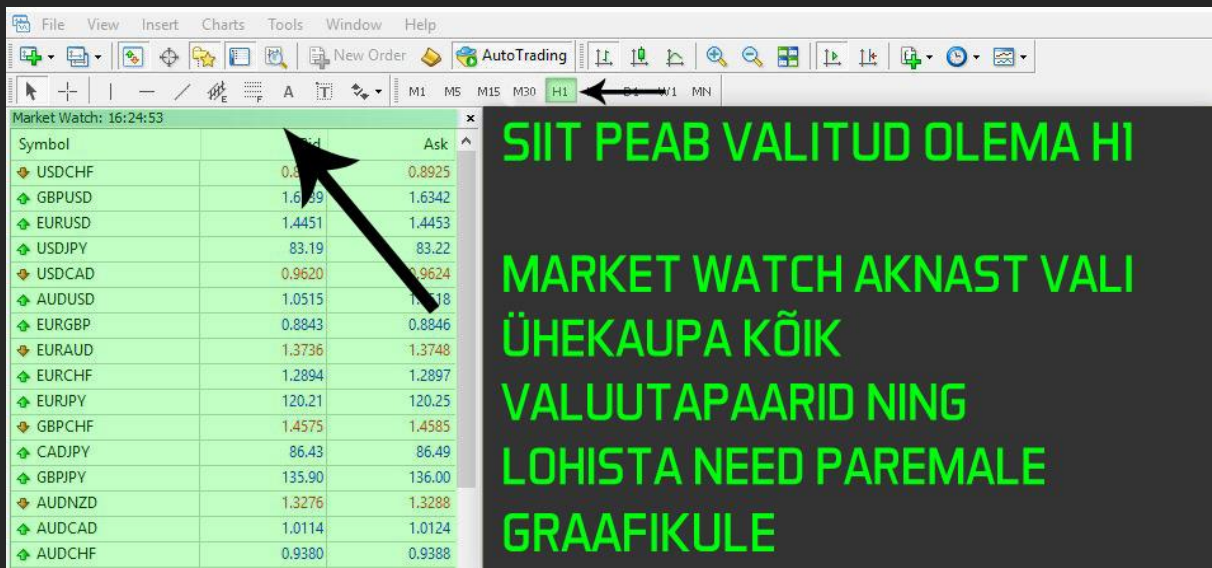 File View Insert Charts Tools Window Help
New Order AutoTrading
A T M1 M5 M15 M30 H1 MN
Market Watch: 16:24:53
Symbol Ask
USDCHF 0.8925
GBPUSD 1.6342
EURUSD 1.4451 1.4453
USDJPY 83.19 83.22
USDCAD 0.9620 0.9624
AUDUSD 1.0515
EURGBP 0.8843 0.8846
EURAUD 1.3736 1.3748
EURCHF 1.2894 1.2897
EURJPY 120.21 120.25
GBPCHF 1.4575 1.4585
CADJPY 86.43 86.49
GBPJPY 135.90 136.00
AUDNZD 1.3276 1.3288
AUDCAD 1.0114 1.0124
AUDCHF 0.9380 0.9388
SIIT PEAB VALITUD OLEMA H1
MARKET WATCH AKNAST VALI
ÜHEKAUPA KÕIK
VALUUTAPAARID NING
LOHISTA NEED PAREMALE
GRAAFIKULE